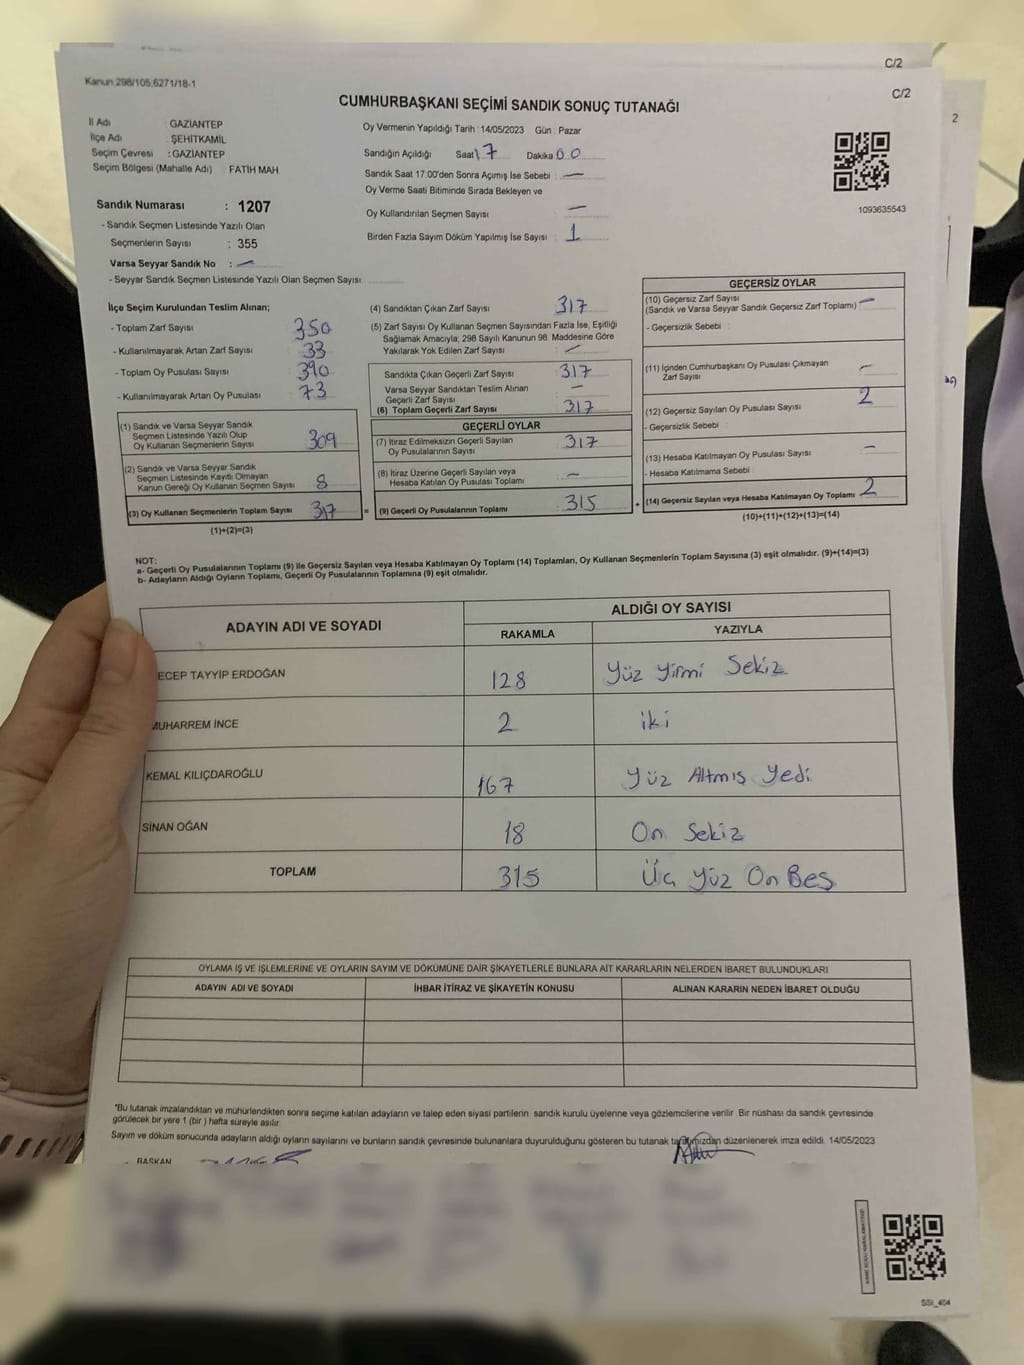 C/2
Kanun:298/105,6271/18-1
C/2
2
CUMHURBAŞKANI SEÇİMİ SANDIK SONUÇ TUTANAĞI
İl Adı : GAZİANTEP
İlçe Adı : ŞEHİTKAMİL
Seçim Çevresi : GAZİANTEP
Seçim Bölgesi (Mahalle Adı) FATİH MAH
Sandık Numarası : 1207
- Sandık Seçmen Listesinde Yazılı Olan
Seçmenlerin Sayısı : 355
Varsa Seyyar Sandık No : —
- Seyyar Sandık Seçmen Listesinde Yazılı Olan Seçmen Sayısı
Oy Vermenin Yapıldığı Tarih : 14/05/2023 Gün : Pazar
Sandığın Açıldığı Saat 17 Dakika 00
Sandık Saat 17.00'den Sonra Açımış İse Sebebi : —
Oy Verme Saati Bitiminde Sırada Bekleyen ve
Oy Kullandırılan Seçmen Sayısı : —
Birden Fazla Sayım Döküm Yapılmış İse Sayısı : 1
1093635543
İlçe Seçim Kurulundan Teslim Alınan;
- Toplam Zarf Sayısı 350
- Kullanılmayarak Artan Zarf Sayısı 33
- Toplam Oy Pusulası Sayısı 390
- Kullanılmayarak Artan Oy Pusulası 73
(1) Sandık ve Varsa Seyyar Sandık
Seçmen Listesinde Yazılı Olup
Oy Kullanan Seçmenlerin Sayısı 309
(2) Sandık ve Varsa Seyyar Sandık
Seçmen Listesinde Kayıtlı Olmayan
Kanun Gereği Oy Kullanan Seçmen Sayısı 8
(3) Oy Kullanan Seçmenlerin Toplam Sayısı 317 =
(1)+(2)=(3)
(4) Sandıktan Çıkan Zarf Sayısı 317
(5) Zarf Sayısı Oy Kullanan Seçmen Sayısından Fazla İse, Eşitliği
Sağlamak Amacıyla; 298 Sayılı Kanunun 98. Maddesine Göre
Yakılarak Yok Edilen Zarf Sayısı : —
Sandıkta Çıkan Geçerli Zarf Sayısı : 317
Varsa Seyyar Sandıktan Teslim Alınan
Geçerli Zarf Sayısı : —
(6) Toplam Geçerli Zarf Sayısı : 317
GEÇERLİ OYLAR
(7) İtiraz Edilmeksizin Geçerli Sayılan
Oy Pusulalarının Sayısı : 317
(8) İtiraz Üzerine Geçerli Sayılan veya
Hesaba Katılan Oy Pusulası Toplamı : —
(9) Geçerli Oy Pusulalarının Toplamı : 315 +
GEÇERSİZ OYLAR
(10) Geçersiz Zarf Sayısı
(Sandık ve Varsa Seyyar Sandık Geçersiz Zarf Toplamı) : —
- Geçersizlik Sebebi :
(11) İçinden Cumhurbaşkanı Oy Pusulası Çıkmayan
Zarf Sayısı : —
(12) Geçersiz Sayılan Oy Pusulası Sayısı : 2
- Geçersizlik Sebebi :
(13) Hesaba Katılmayan Oy Pusulası Sayısı : —
- Hesaba Katılmama Sebebi :
(14) Geçersiz Sayılan veya Hesaba Katılmayan Oy Toplamı : 2
(10)+(11)+(12)+(13)=(14)
NOT:
a- Geçerli Oy Pusulalarının Toplamı (9) ile Geçersiz Sayılan veya Hesaba Katılmayan Oy Toplamı (14) Toplamları, Oy Kullanan Seçmenlerin Toplam Sayısına (3) eşit olmalıdır. (9)+(14)=(3)
b- Adayların Aldığı Oyların Toplamı, Geçerli Oy Pusulalarının Toplamına (9) eşit olmalıdır.
ADAYIN ADI VE SOYADI ALDIĞI OY SAYISI
RAKAMLA YAZIYLA
ECEP TAYYİP ERDOĞAN 128 Yüz Yirmi Sekiz
MUHARREM İNCE 2 iki
KEMAL KILIÇDAROĞLU 167 Yüz Altmış Yedi
SİNAN OĞAN 18 On Sekiz
TOPLAM 315 Üç Yüz On Beş
OYLAMA İŞ VE İŞLEMLERİNE VE OYLARIN SAYIM VE DÖKÜMÜNE DAİR ŞİKAYETLERLE BUNLARA AİT KARARLARIN NELERDEN İBARET BULUNDUKLARI
ADAYIN ADI VE SOYADI İHBAR İTİRAZ VE ŞİKAYETİN KONUSU ALINAN KARARIN NEDEN İBARET OLDUĞU
"Bu tutanak imzalandıktan ve mühürlendikten sonra seçime katılan adayların ve talep eden siyasi partilerin sandık kurulu üyelerine veya gözlemcilerine verilir. Bir nüshası da sandık çevresinde
görülecek bir yere 1 (bir) hafta süreyle asılır.
Sayım ve döküm sonucunda adayların aldığı oyların sayılarını ve bunların sandık çevresinde bulunanlara duyurulduğunu gösteren bu tutanak tarafımızdan düzenlenerek imza edildi. 14/05/2023
BAŞKAN
SSİ_404